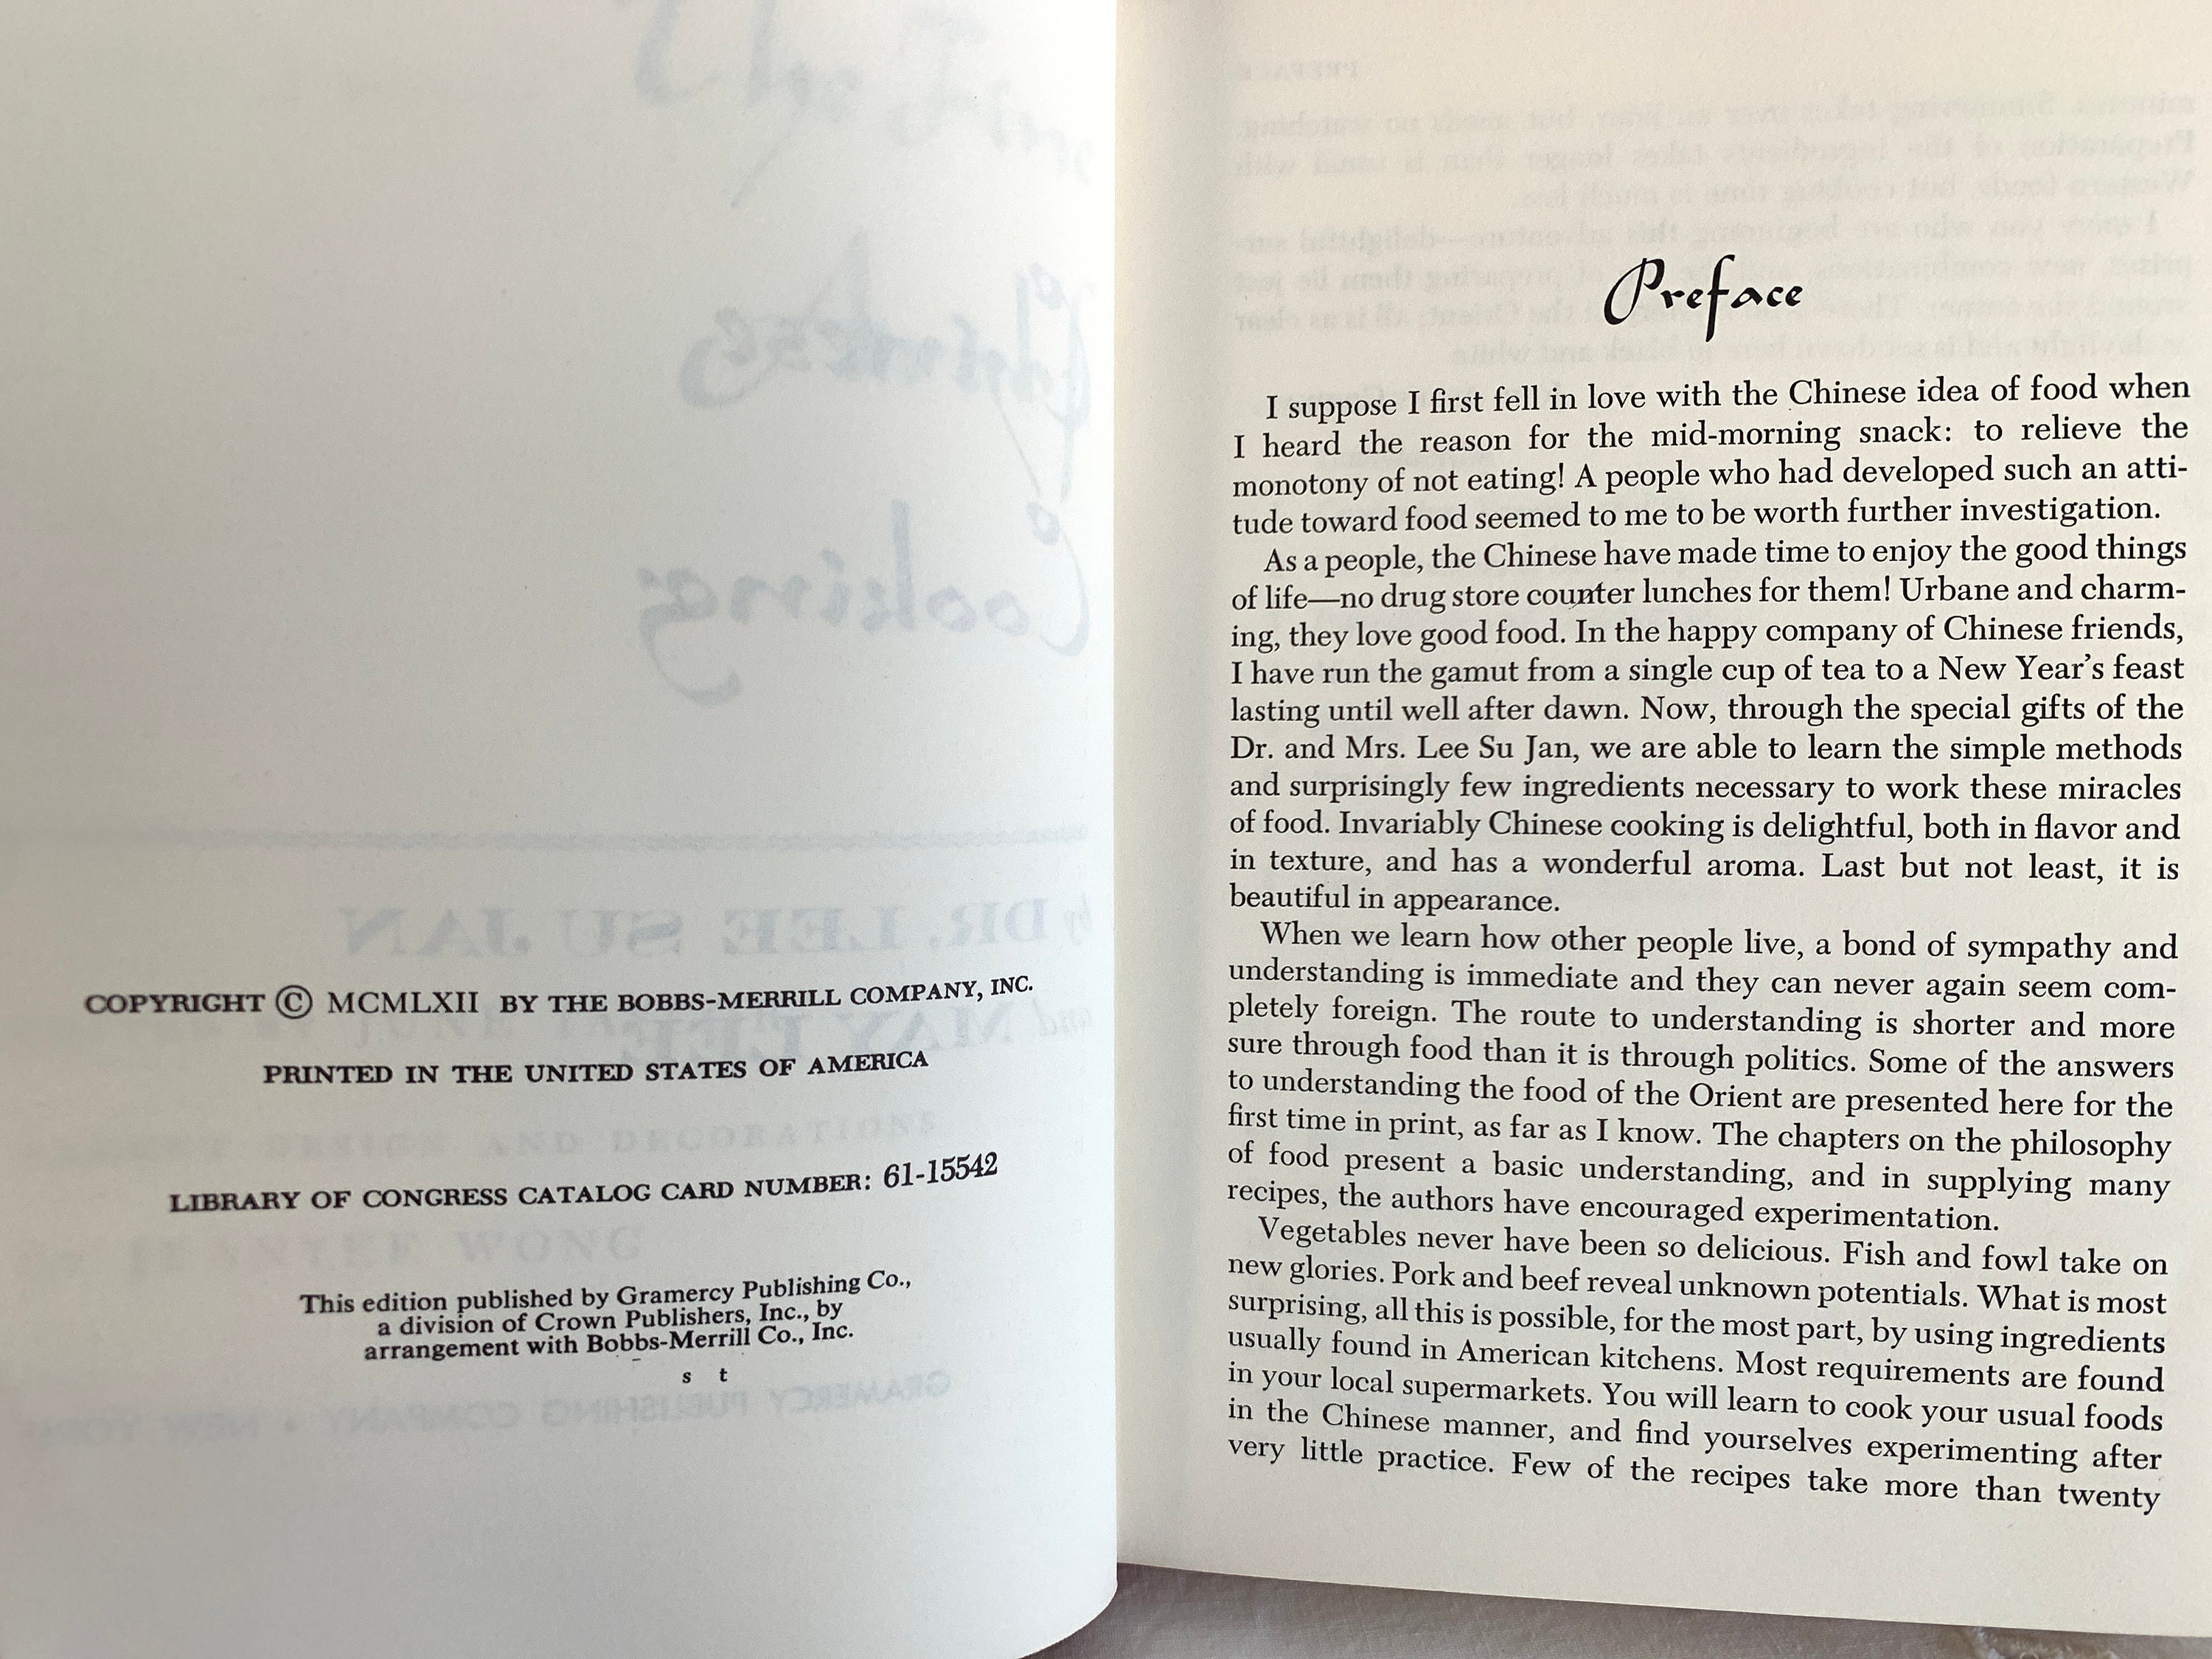 COPYRIGHT © MCMLXII BY THE BOBBS-MERRILL COMPANY, INC.
PRINTED IN THE UNITED STATES OF AMERICA
LIBRARY OF CONGRESS CATALOG CARD NUMBER: 61-15542
This edition published by Gramercy Publishing Co.,
a division of Crown Publishers, Inc., by
arrangement with Bobbs-Merrill Co., Inc.
s t
Preface
I suppose I first fell in love with the Chinese idea of food when
I heard the reason for the mid-morning snack: to relieve the
monotony of not eating! A people who had developed such an atti-
tude toward food seemed to me to be worth further investigation.
As a people, the Chinese have made time to enjoy the good things
of life—no drug store counter lunches for them! Urbane and charm-
ing, they love good food. In the happy company of Chinese friends,
I have run the gamut from a single cup of tea to a New Year's feast
lasting until well after dawn. Now, through the special gifts of the
Dr. and Mrs. Lee Su Jan, we are able to learn the simple methods
and surprisingly few ingredients necessary to work these miracles
of food. Invariably Chinese cooking is delightful, both in flavor and
in texture, and has a wonderful aroma. Last but not least, it is
beautiful in appearance.
When we learn how other people live, a bond of sympathy and
understanding is immediate and they can never again seem com-
pletely foreign. The route to understanding is shorter and more
sure through food than it is through politics. Some of the answers
to understanding the food of the Orient are presented here for the
first time in print, as far as I know. The chapters on the philosophy
of food present a basic understanding, and in supplying many
recipes, the authors have encouraged experimentation.
Vegetables never have been so delicious. Fish and fowl take on
new glories. Pork and beef reveal unknown potentials. What is most
surprising, all this is possible, for the most part, by using ingredients
usually found in American kitchens. Most requirements are found
in your local supermarkets. You will learn to cook your usual foods
in the Chinese manner, and find yourselves experimenting after
very little practice. Few of the recipes take more than twenty